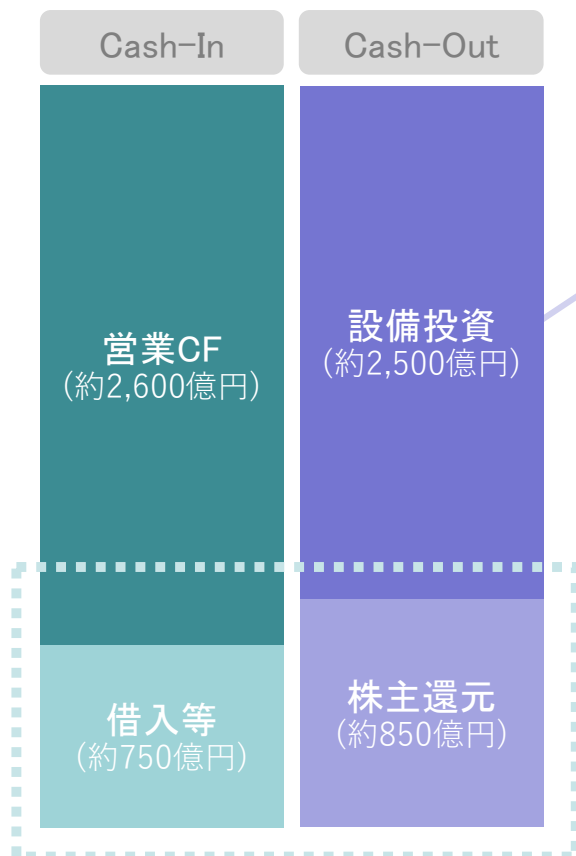 Cash-In
Cash-Out
営業CF
(約2,600億円)
設備投資
(約2,500億円)
借入等
(約750億円)
株主還元
(約850億円)